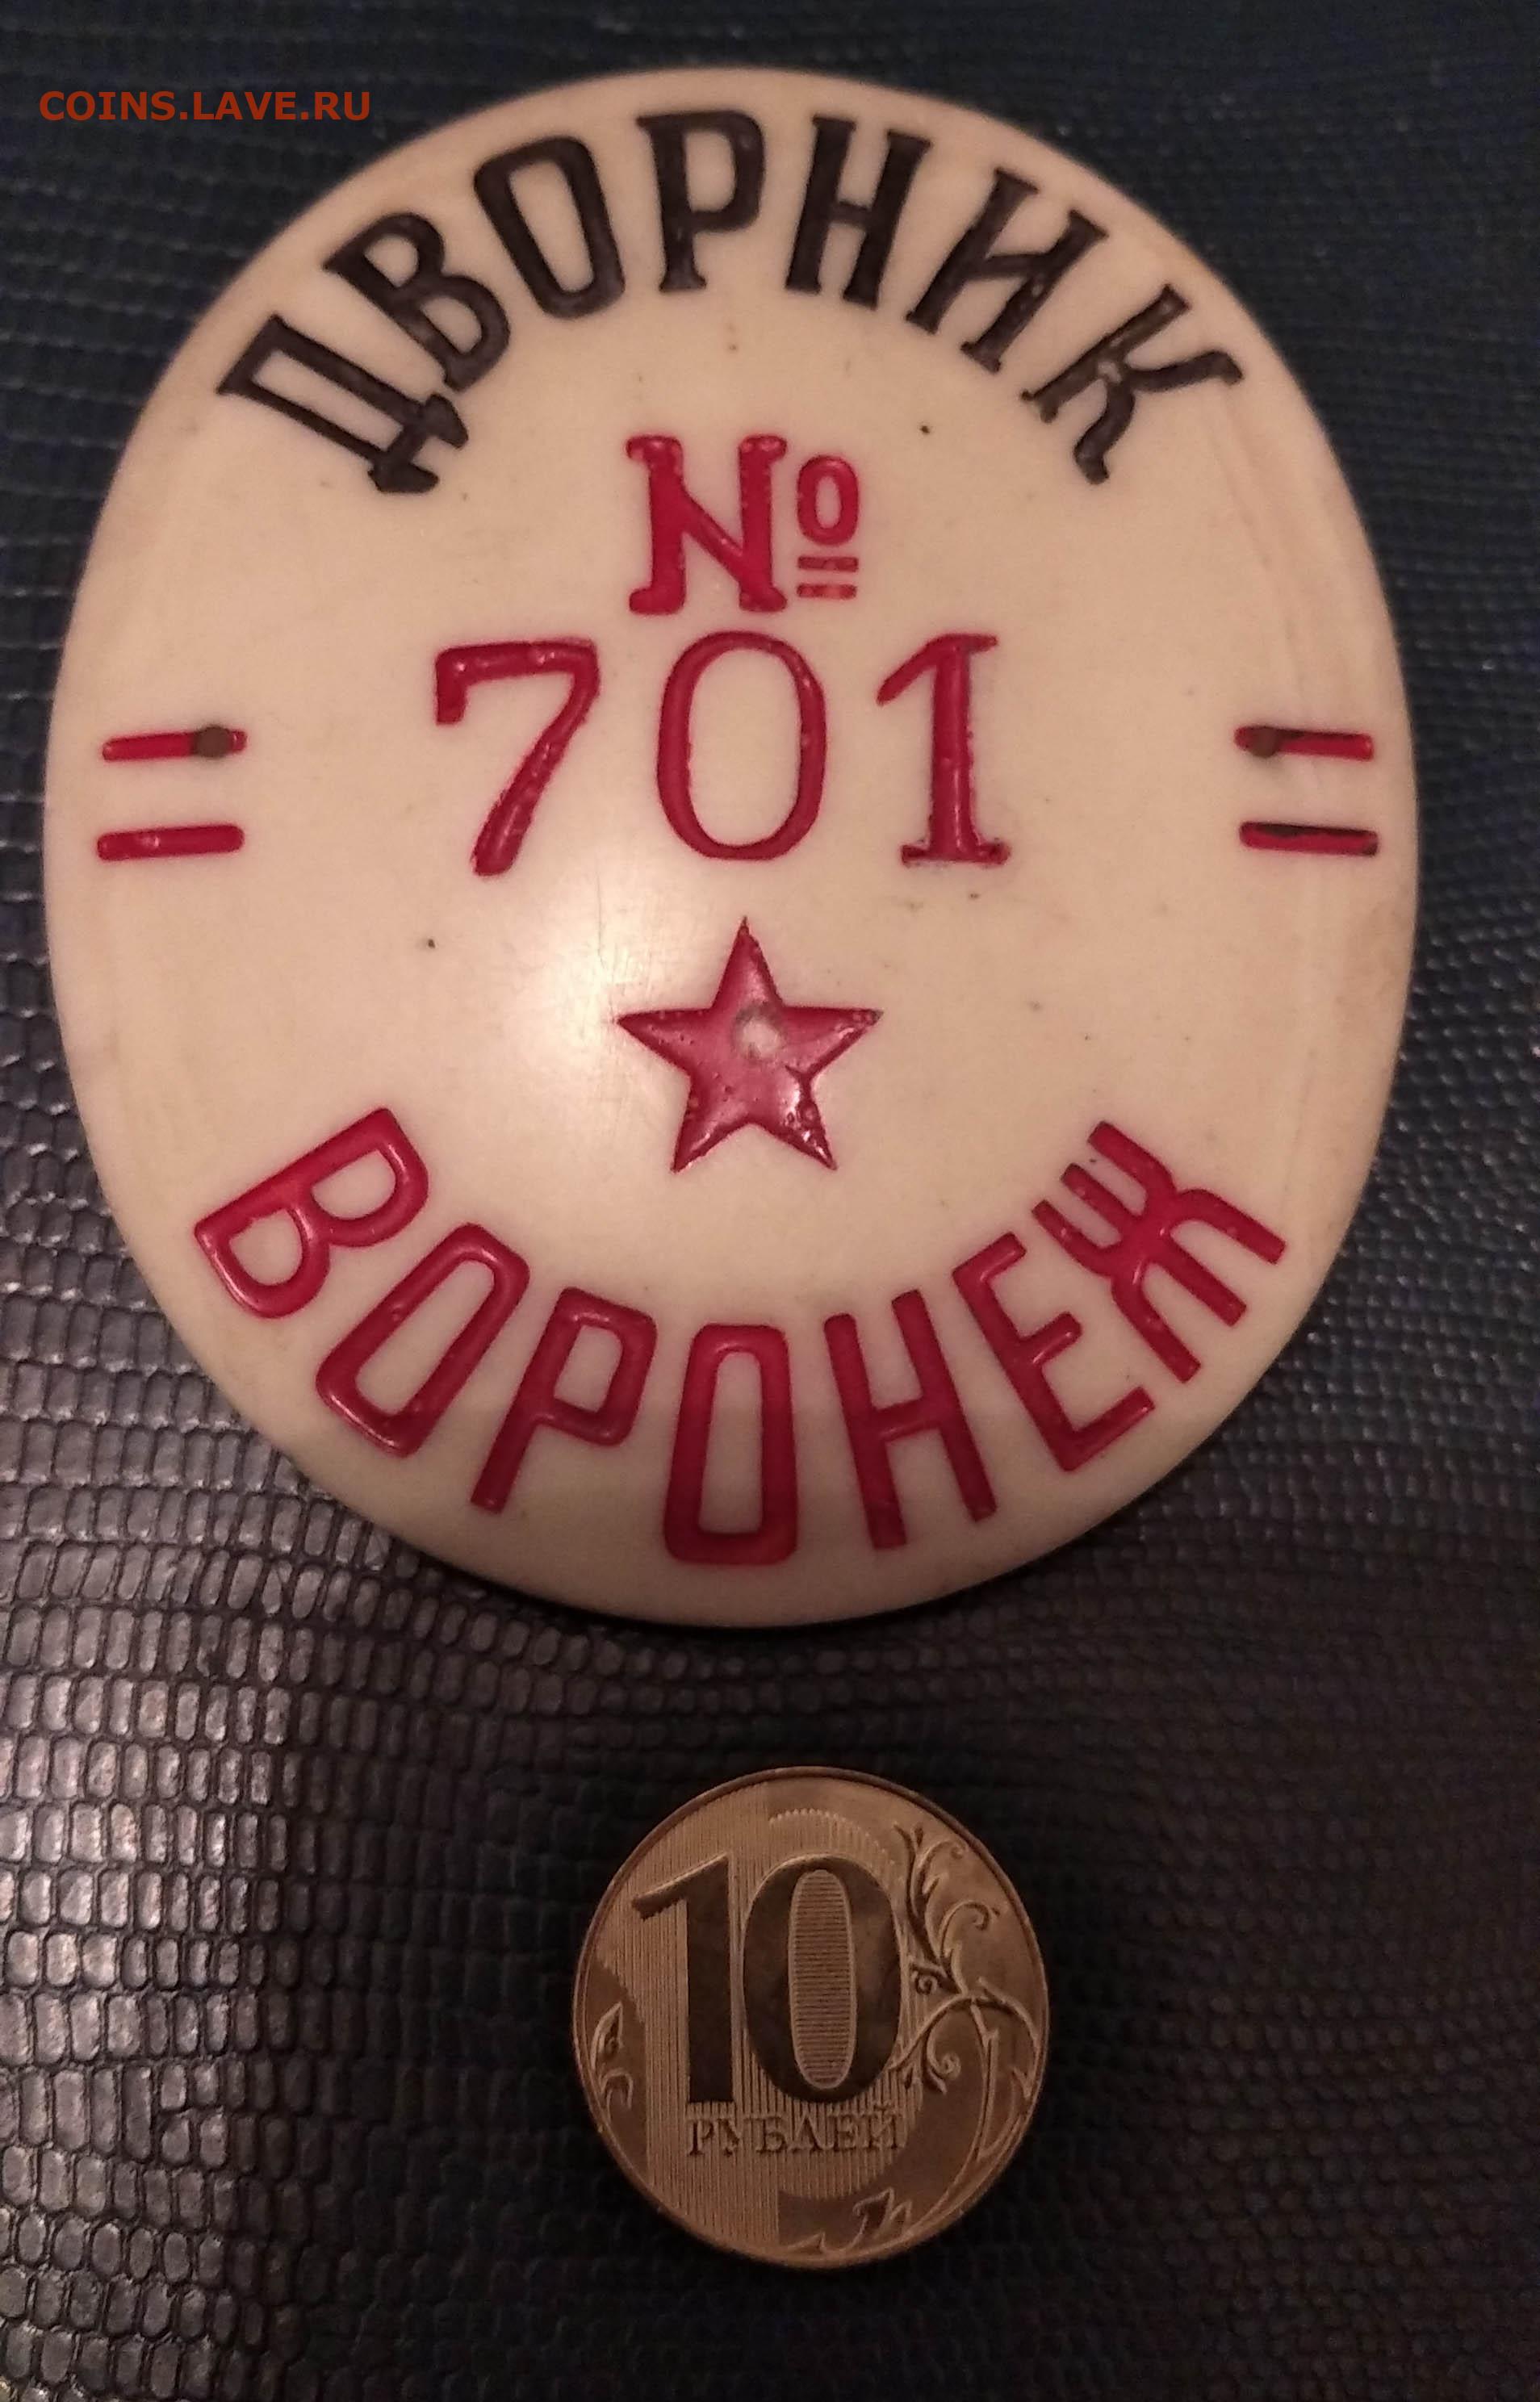 COINS.LAVE.RU
ДВОРНИК
№
701
ВОРОНЕЖ
10
РУБЛЕЙ